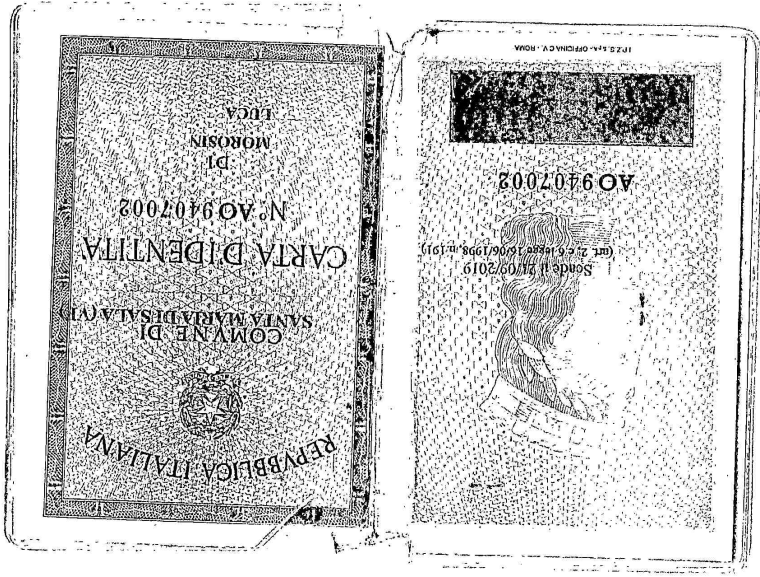 Scade il 21/09/2019
(art. 2, c 6 legge 16/06/1998, n. 191)
AO 9407002
I.P.Z.S. S.p.A. - OFFICINA C.V. - ROMA
REPVBBLICA ITALIANA
COMVNE DI
SANTA MARIA DI SALA (VE)
CARTA D'IDENTITA'
N° AO 9407002
DI
MOROSIN
LUCA